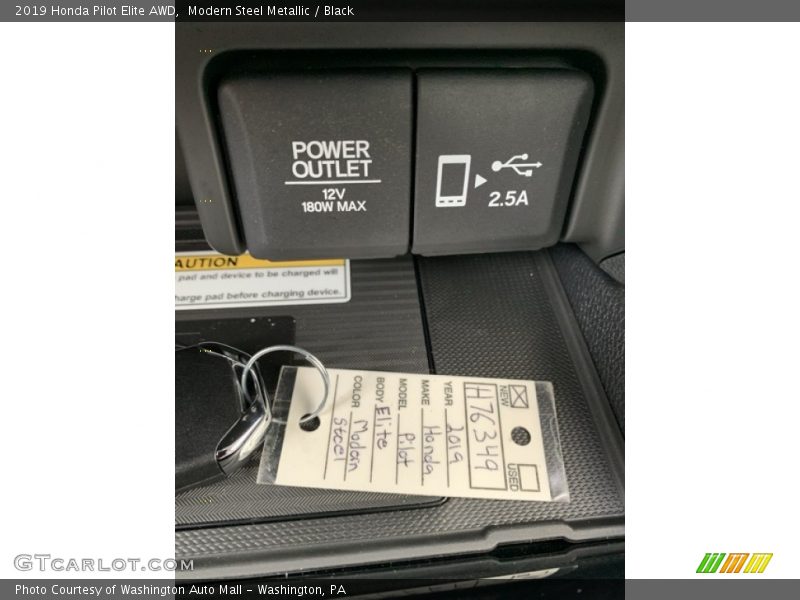 2019 Honda Pilot Elite AWD, Modern Steel Metallic / Black
POWER
OUTLET
12V
180W MAX
2.5A
AUTION
pad and device to be charged will
harge pad before charging device.
NEW USED
H76349
YEAR 2019
MAKE Honda
MODEL Pilot
BODY Elite
COLOR Modern
Steel
GTCARLOT.COM
Photo Courtesy of Washington Auto Mall - Washington, PA